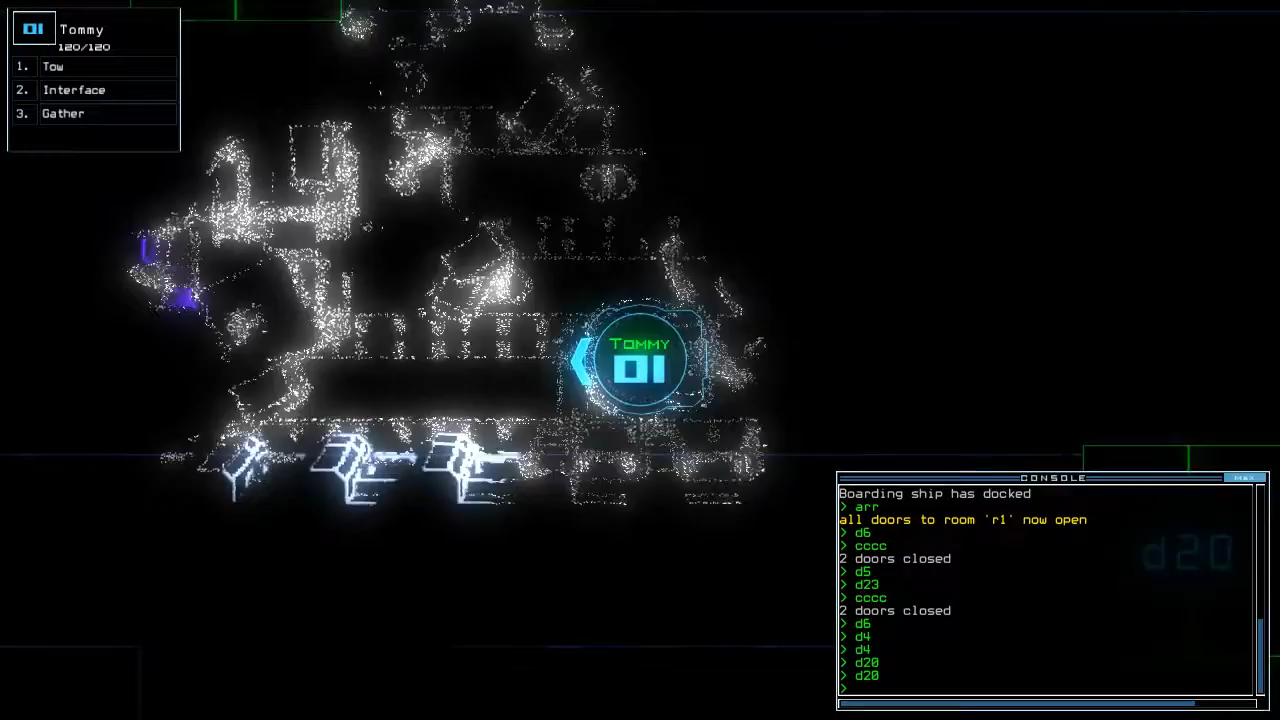 01 Tommy
120/120
1. Tow
2. Interface
3. Gather
TOMMY
01
CONSOLE
MAX
Boarding ship has docked
> arr
all doors to room 'r1' now open
> d6
> cccc
2 doors closed
> d5
> d23
> cccc
2 doors closed
> d6
> d4
> d4
> d20
> d20
>
d20